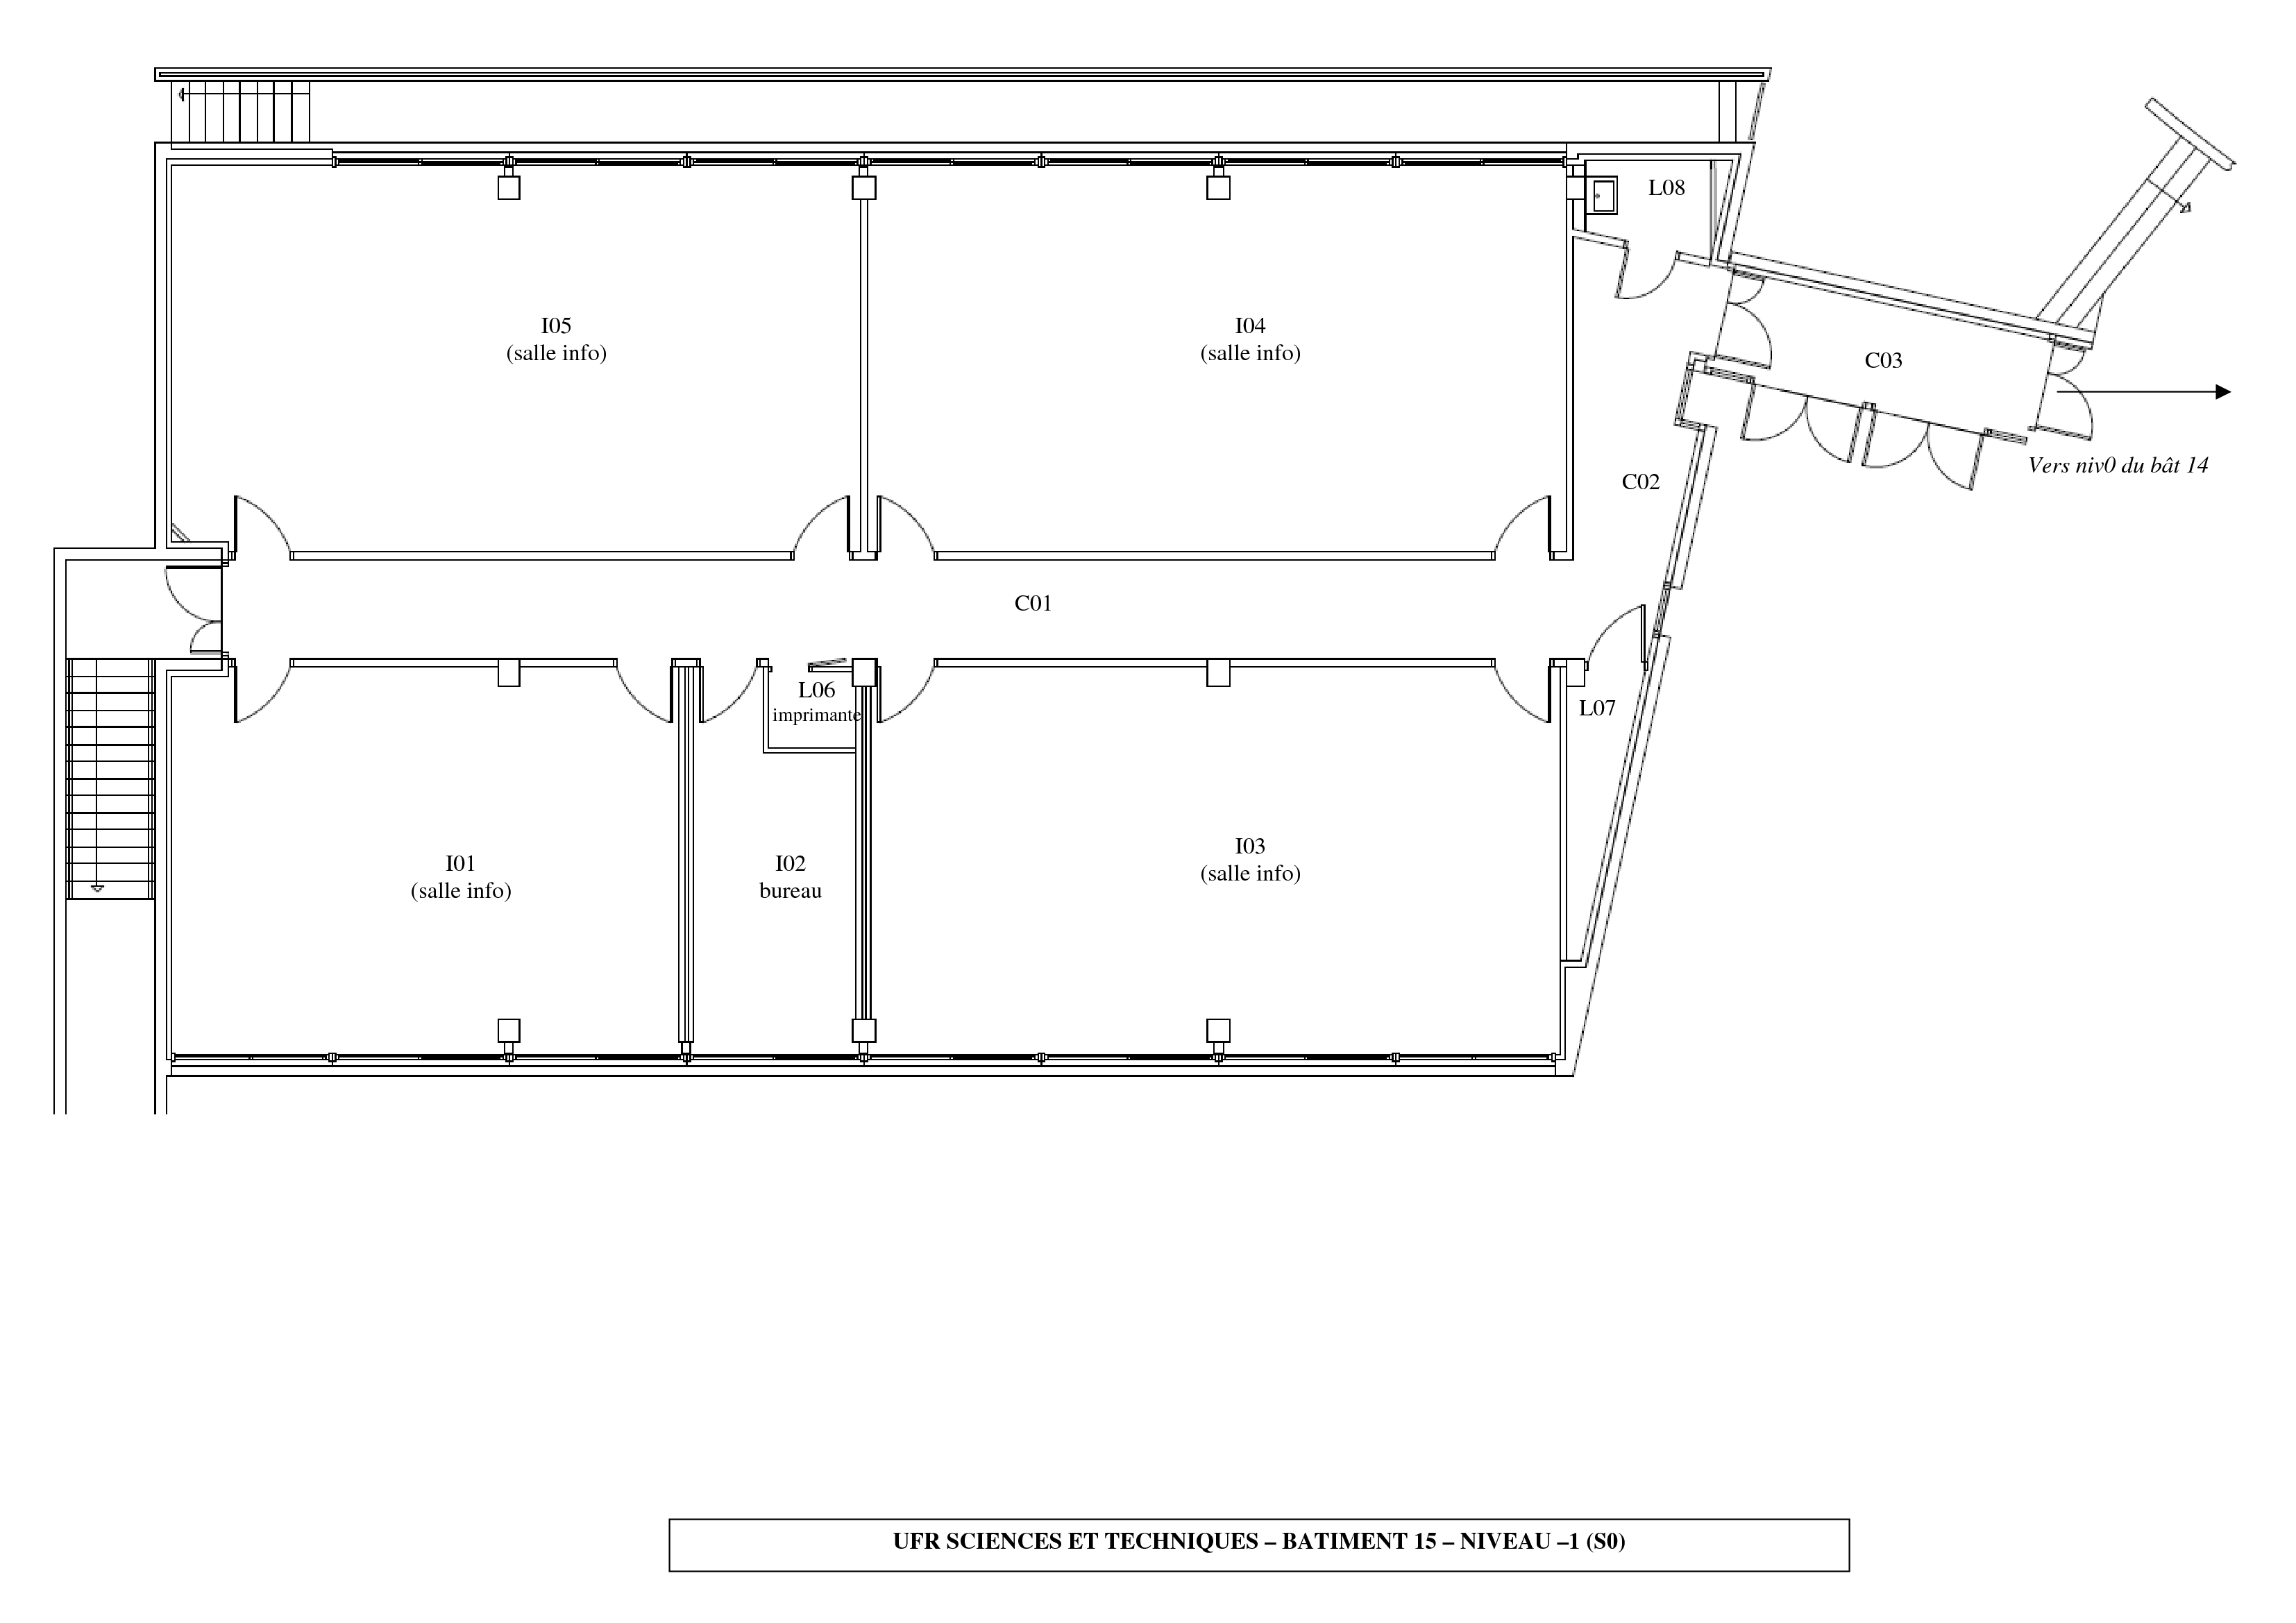 L08
I05
(salle info)
I04
(salle info)
C03
Vers niv0 du bât 14
C02
C01
L06
imprimante
L07
I01
(salle info)
I02
bureau
I03
(salle info)
UFR SCIENCES ET TECHNIQUES – BATIMENT 15 – NIVEAU –1 (S0)